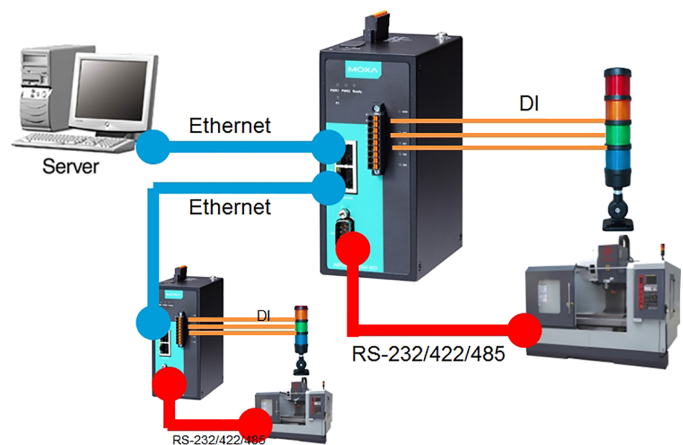 MOXA
DI
Ethernet
Server
Ethernet
MOXA
DI
RS-232/422/485
RS-232/422/485